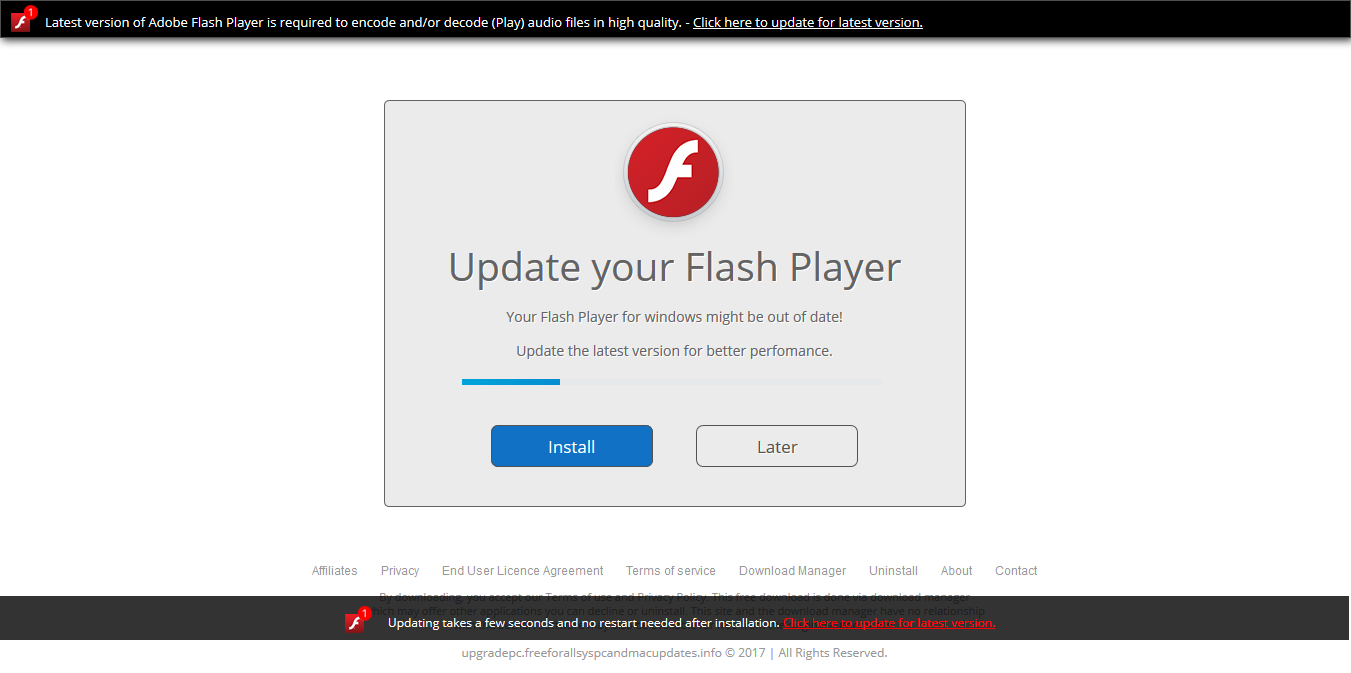 1
Latest version of Adobe Flash Player is required to encode and/or decode (Play) audio files in high quality. - Click here to update for latest version.
Update your Flash Player
Your Flash Player for windows might be out of date!
Update the latest version for better perfomance.
Install Later
Affiliates Privacy End User Licence Agreement Terms of service Download Manager Uninstall About Contact
By downloading, you accept our Terms of use and Privacy Policy. This free download is done via download manager
which may offer other applications you can decline or uninstall. This site and the download manager have no relationship
1
Updating takes a few seconds and no restart needed after installation. Click here to update for latest version.
upgradepc.freeforallsyspcandmacupdates.info © 2017 | All Rights Reserved.